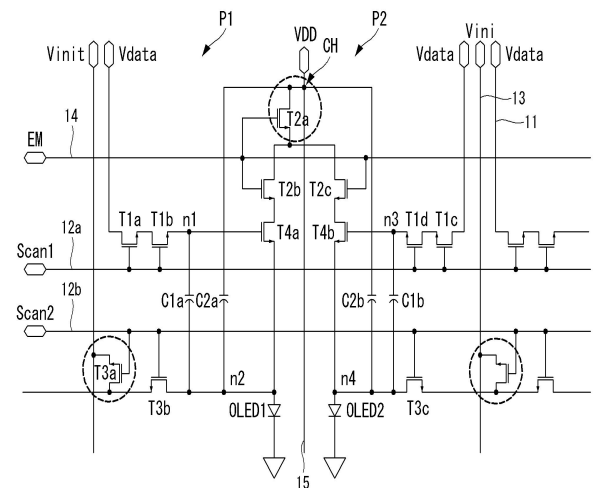 P1
VDD
P2
Vini
Vinit
Vdata
CH
Vdata
Vdata
T2a
13
14
11
EM
T2b
T2c
12a
T1a
T1b
n1
T4a
T4b
n3
T1d
T1c
Scan1
12b
C1a
C2a
C2b
C1b
Scan2
T3a
n2
n4
T3b
OLED1
OLED2
T3c
15